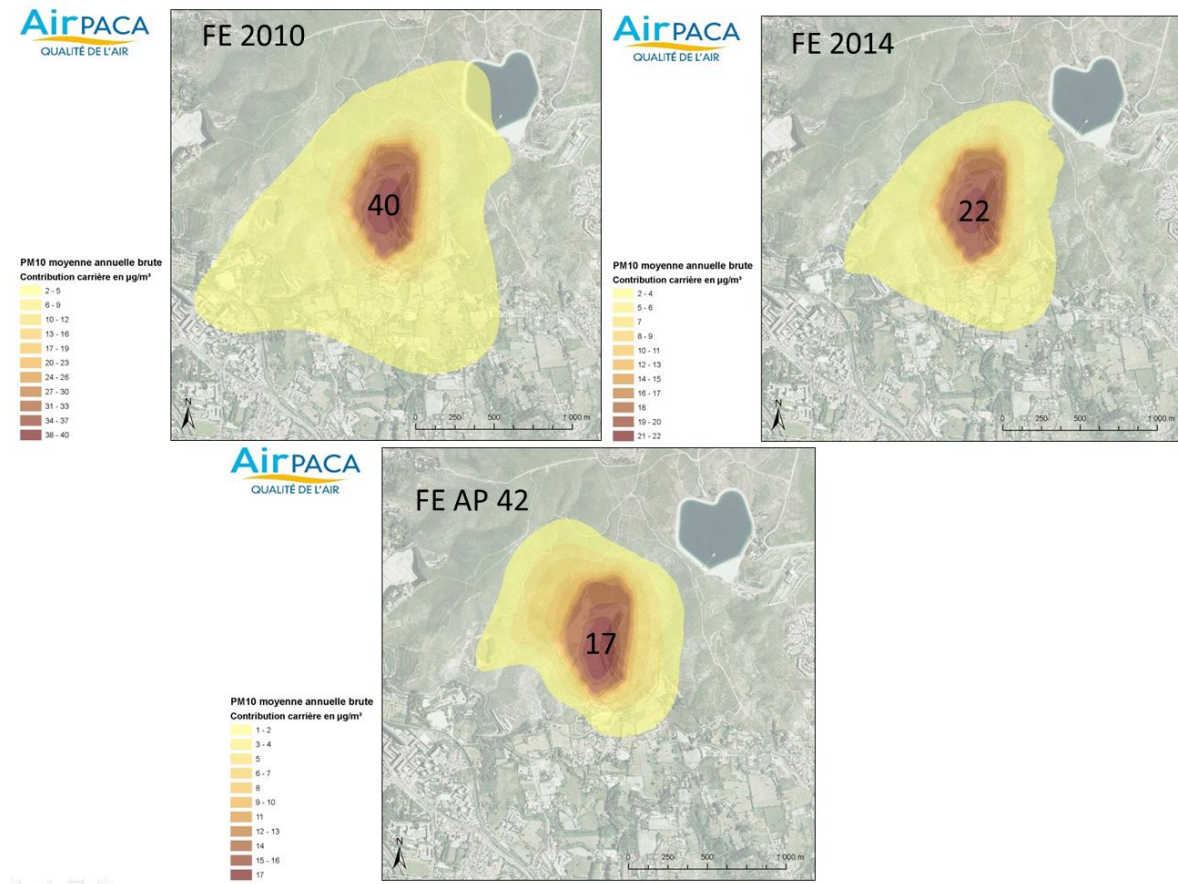 AirPACA
QUALITÉ DE L'AIR
FE 2010
40
PM10 moyenne annuelle brute
Contribution carrière en µg/m³
2 - 5
6 - 9
10 - 12
13 - 16
17 - 19
20 - 23
24 - 26
27 - 30
31 - 33
34 - 37
38 - 40
N
0 250 500 1 000 m
AirPACA
QUALITÉ DE L'AIR
FE 2014
22
PM10 moyenne annuelle brute
Contribution carrière en µg/m³
2 - 4
5 - 6
7
8 - 9
10 - 11
12 - 13
14 - 15
16 - 17
18
19 - 20
21 - 22
N
0 250 500 1 000 m
AirPACA
QUALITÉ DE L'AIR
FE AP 42
17
PM10 moyenne annuelle brute
Contribution carrière en µg/m³
1 - 2
3 - 4
5
6 - 7
8
9 - 10
11
12 - 13
14
15 - 16
17
N
0 250 500 1 000 m